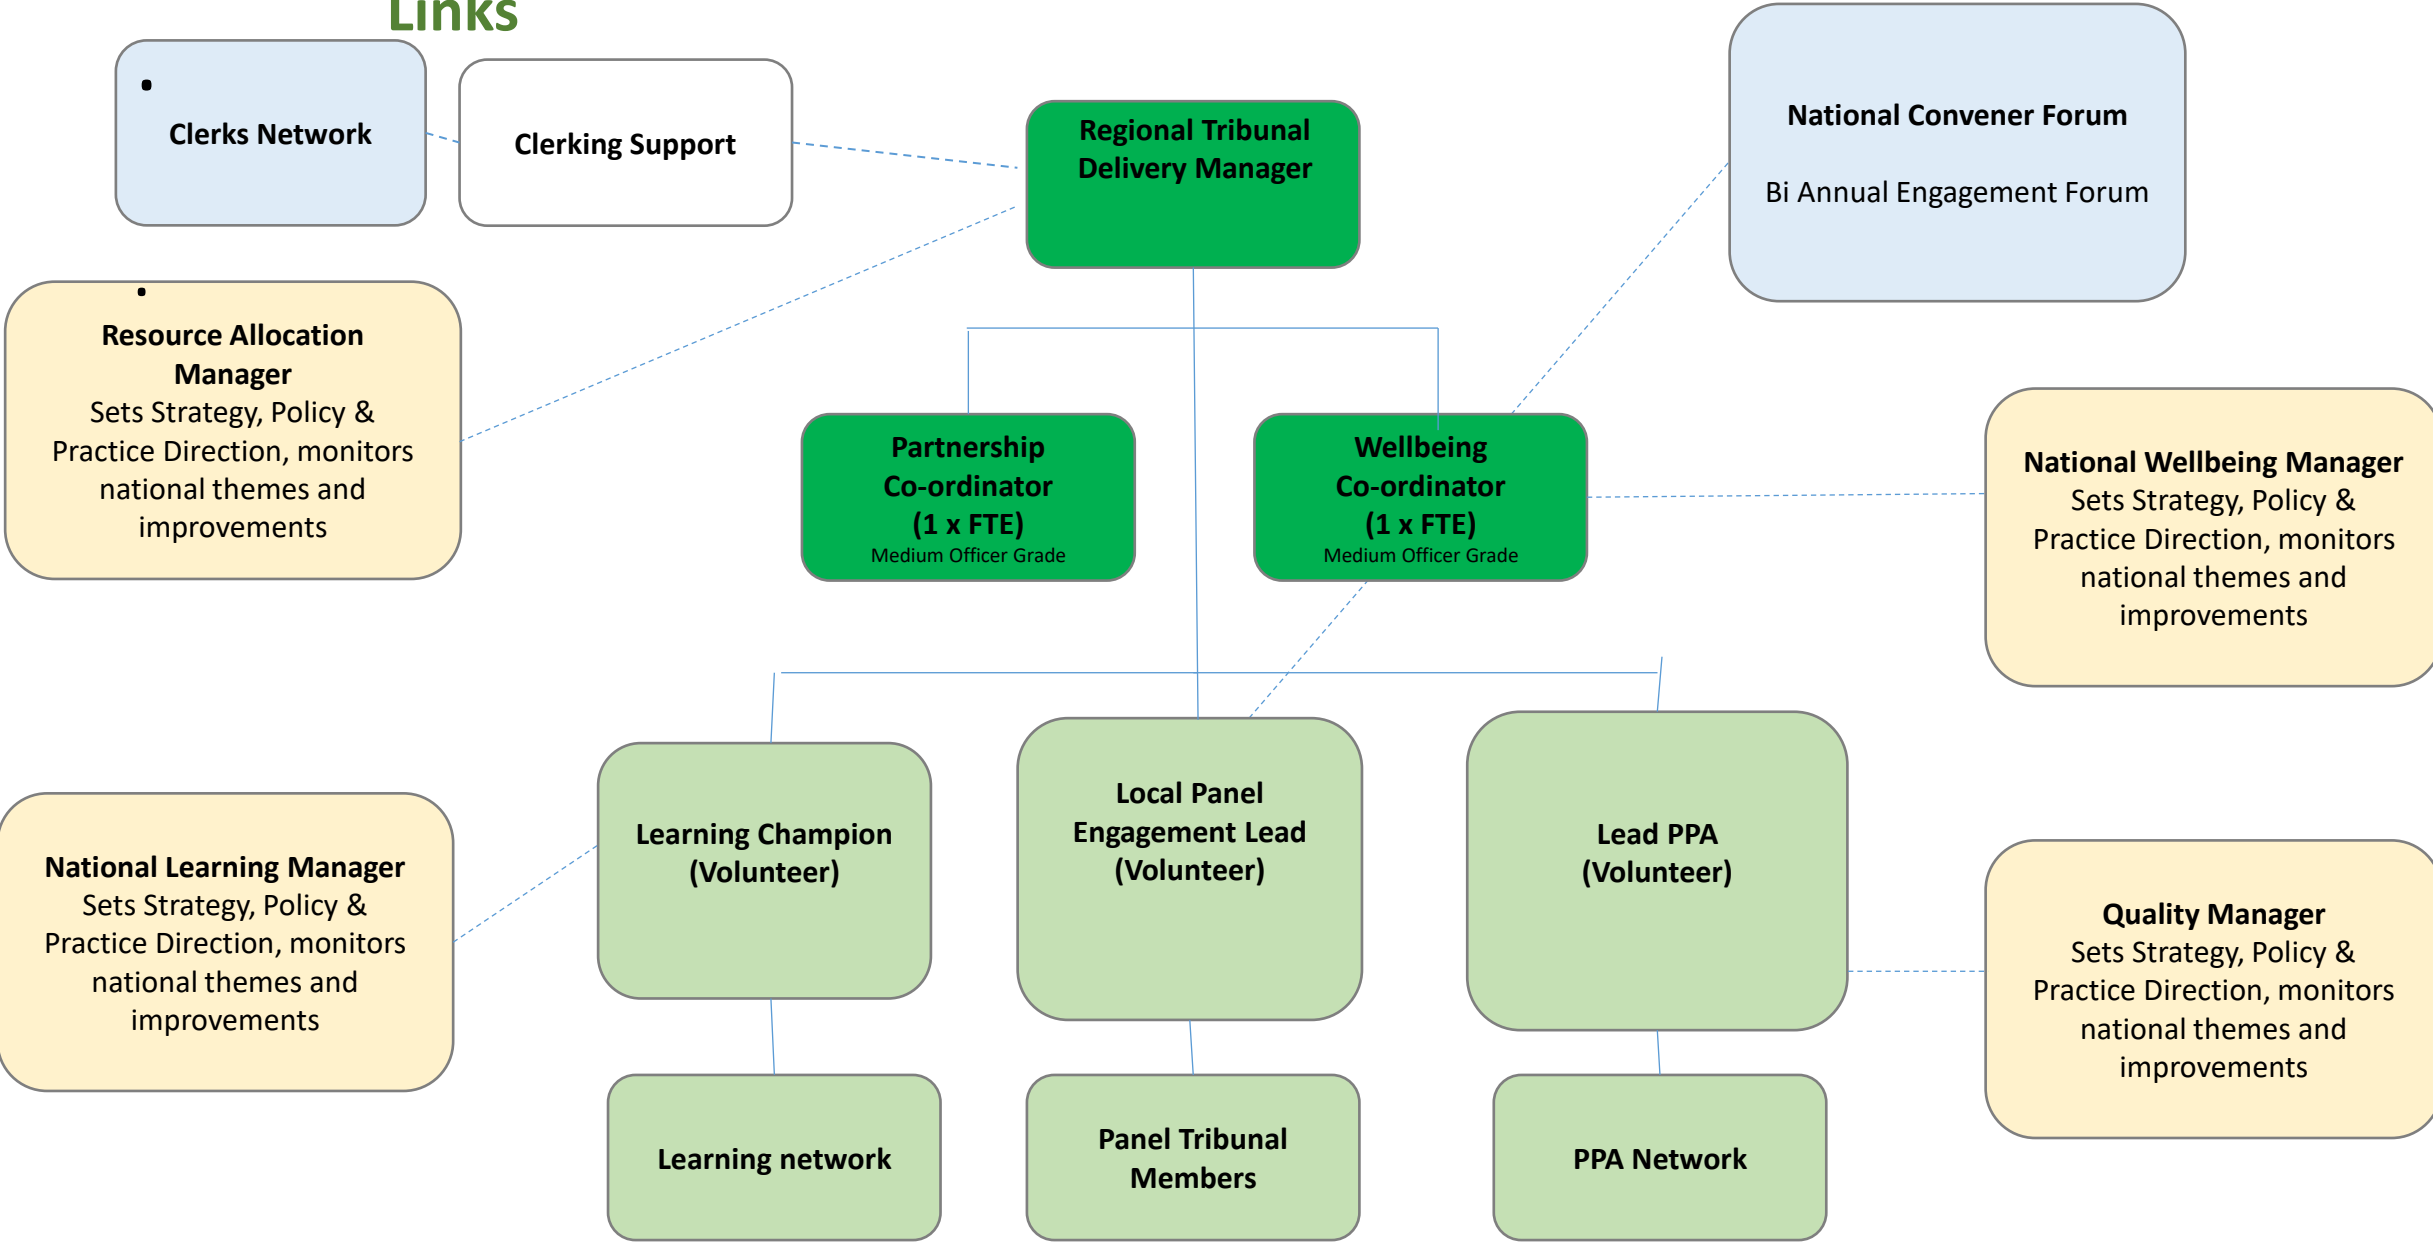 Links
Clerks Network
Clerking Support
Regional Tribunal
Delivery Manager
National Convener Forum
Bi Annual Engagement Forum
Resource Allocation
Manager
Sets Strategy, Policy &
Practice Direction, monitors
national themes and
improvements
Partnership
Co-ordinator
(1 x FTE)
Medium Officer Grade
Wellbeing
Co-ordinator
(1 x FTE)
Medium Officer Grade
National Wellbeing Manager
Sets Strategy, Policy &
Practice Direction, monitors
national themes and
improvements
National Learning Manager
Sets Strategy, Policy &
Practice Direction, monitors
national themes and
improvements
Learning Champion
(Volunteer)
Local Panel
Engagement Lead
(Volunteer)
Lead PPA
(Volunteer)
Quality Manager
Sets Strategy, Policy &
Practice Direction, monitors
national themes and
improvements
Learning network
Panel Tribunal
Members
PPA Network